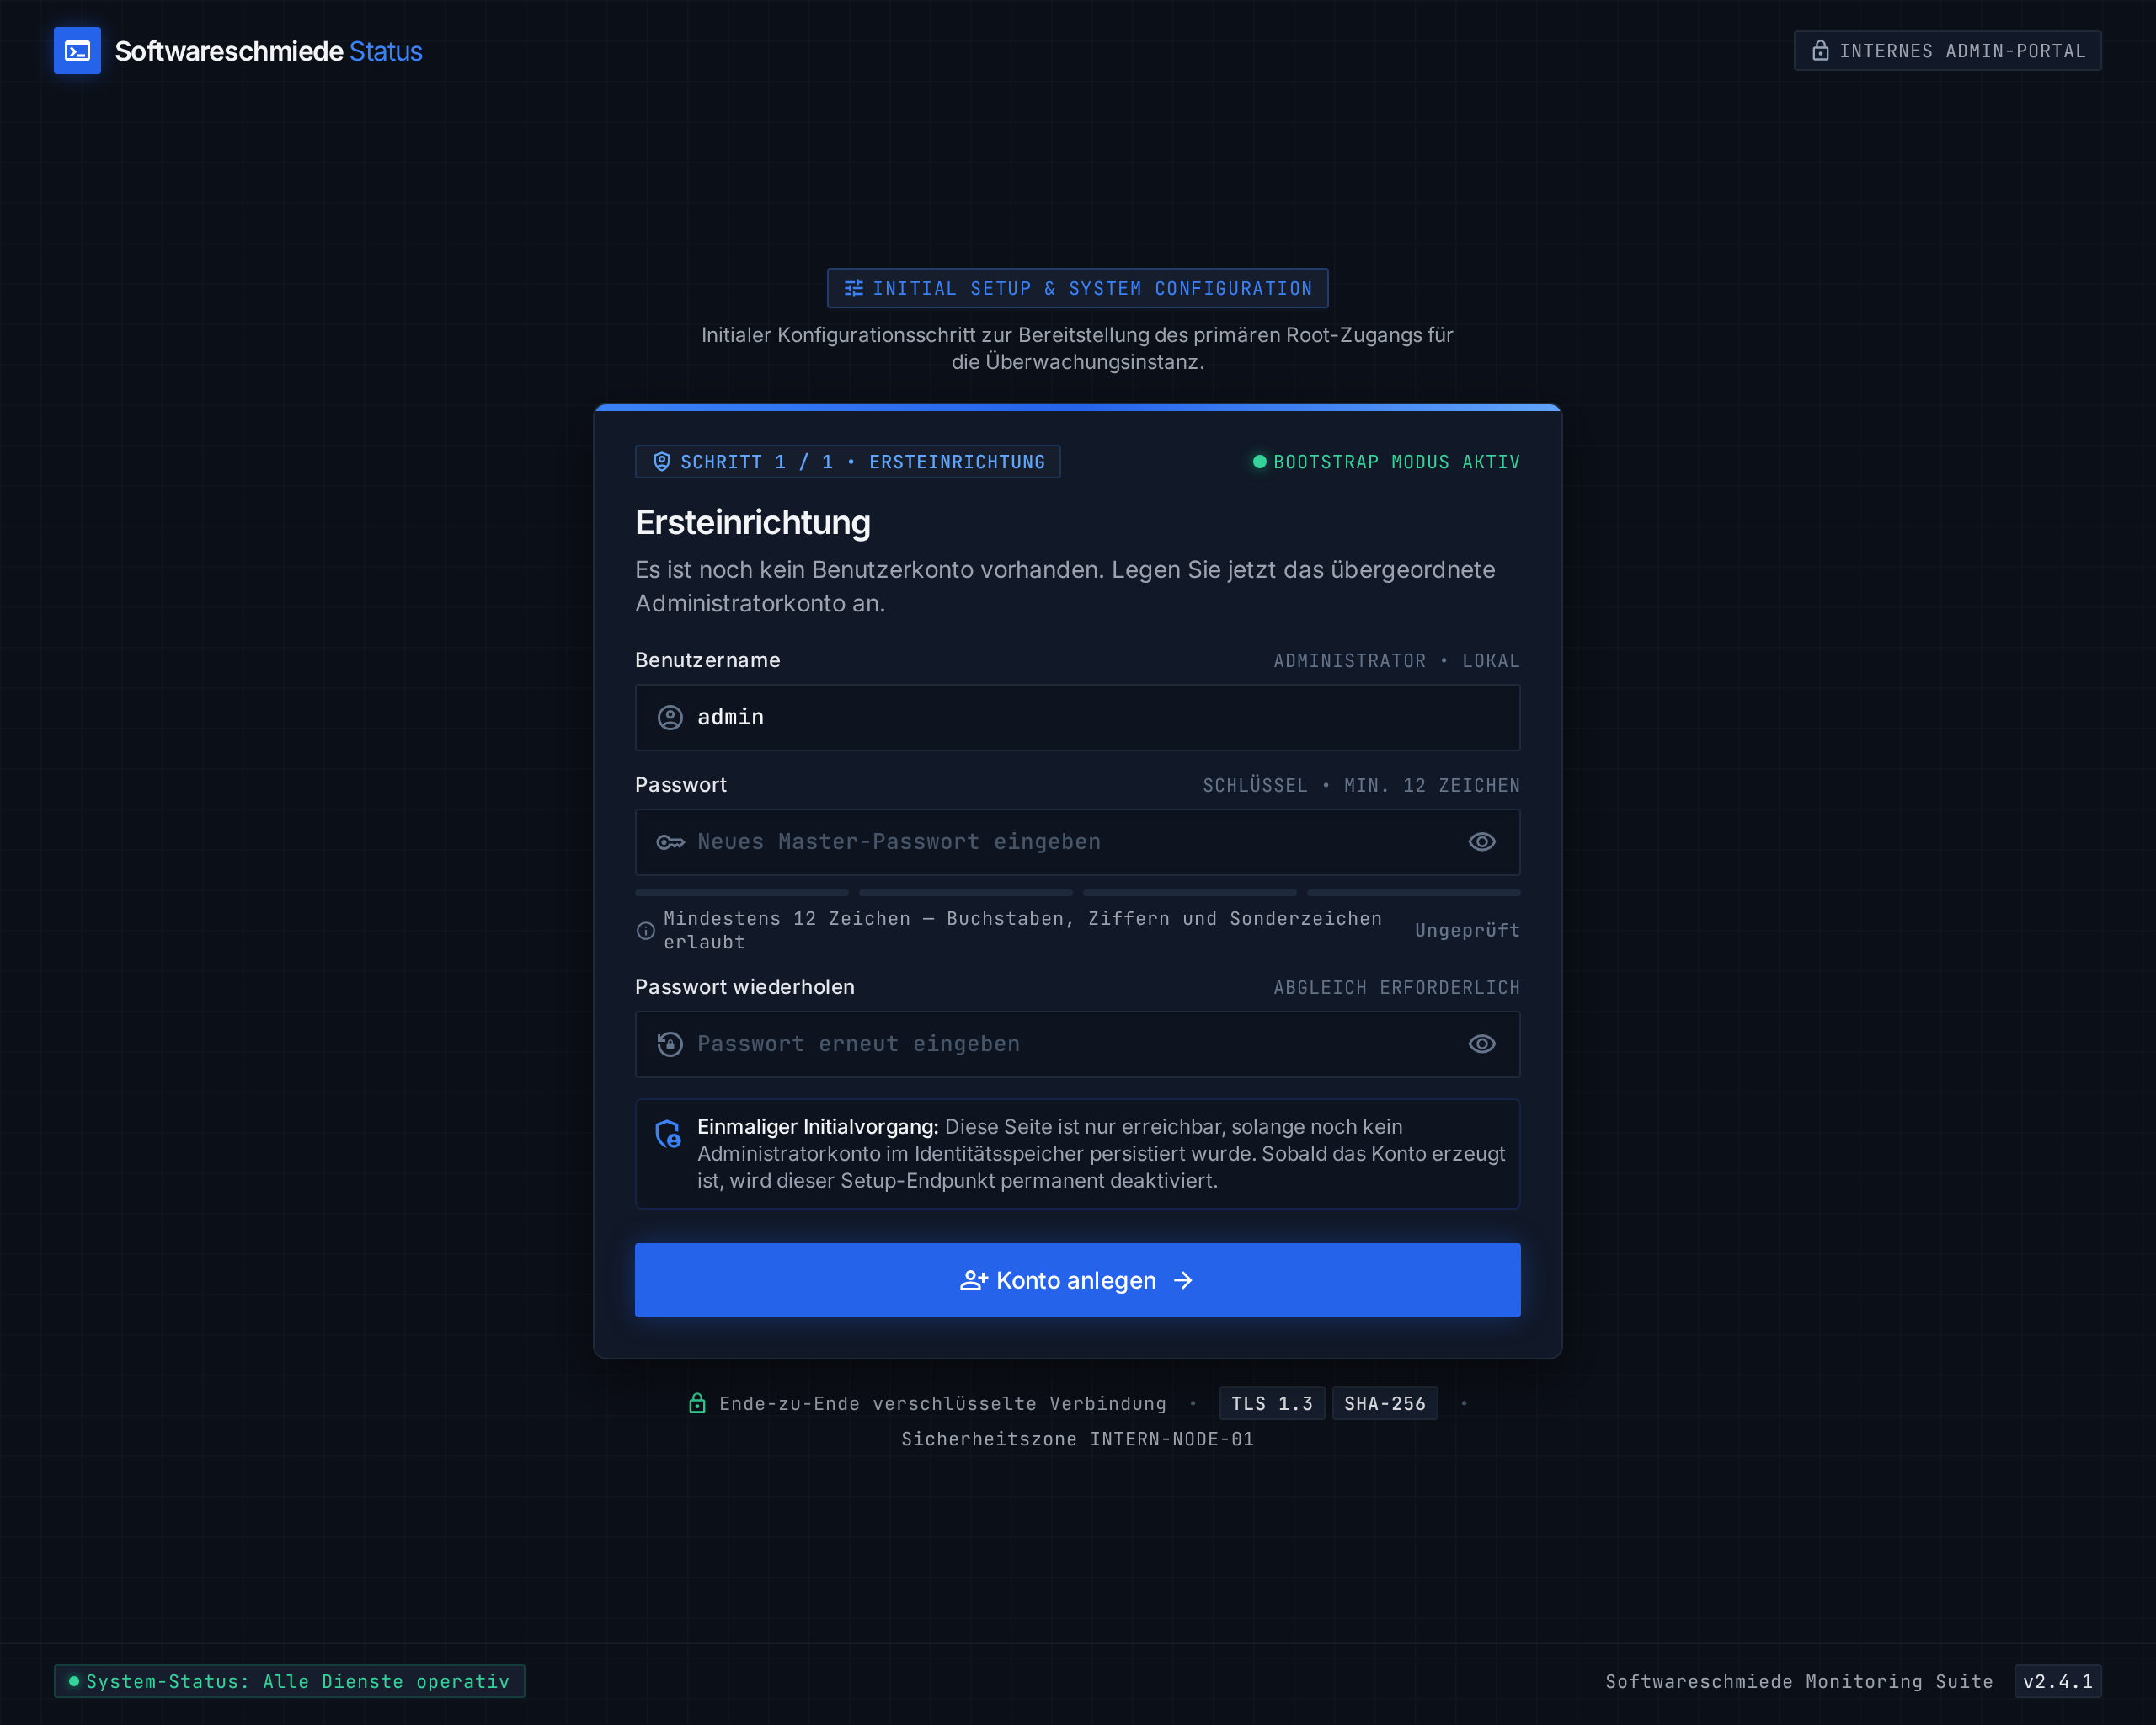 Softwareschmiede Status
INTERNES ADMIN-PORTAL
INITIAL SETUP & SYSTEM CONFIGURATION
Initialer Konfigurationsschritt zur Bereitstellung des primären Root-Zugangs für
die Überwachungsinstanz.
SCHRITT 1 / 1 • ERSTEINRICHTUNG
BOOTSTRAP MODUS AKTIV
Ersteinrichtung
Es ist noch kein Benutzerkonto vorhanden. Legen Sie jetzt das übergeordnete
Administratorkonto an.
Benutzername
ADMINISTRATOR • LOKAL
admin
Passwort
SCHLÜSSEL • MIN. 12 ZEICHEN
Neues Master-Passwort eingeben
Mindestens 12 Zeichen — Buchstaben, Ziffern und Sonderzeichen
erlaubt
Ungeprüft
Passwort wiederholen
ABGLEICH ERFORDERLICH
Passwort erneut eingeben
Einmaliger Initialvorgang: Diese Seite ist nur erreichbar, solange noch kein
Administratorkonto im Identitätsspeicher persistiert wurde. Sobald das Konto erzeugt
ist, wird dieser Setup-Endpunkt permanent deaktiviert.
Konto anlegen →
Ende-zu-Ende verschlüsselte Verbindung • TLS 1.3 SHA-256 •
Sicherheitszone INTERN-NODE-01
System-Status: Alle Dienste operativ
Softwareschmiede Monitoring Suite v2.4.1